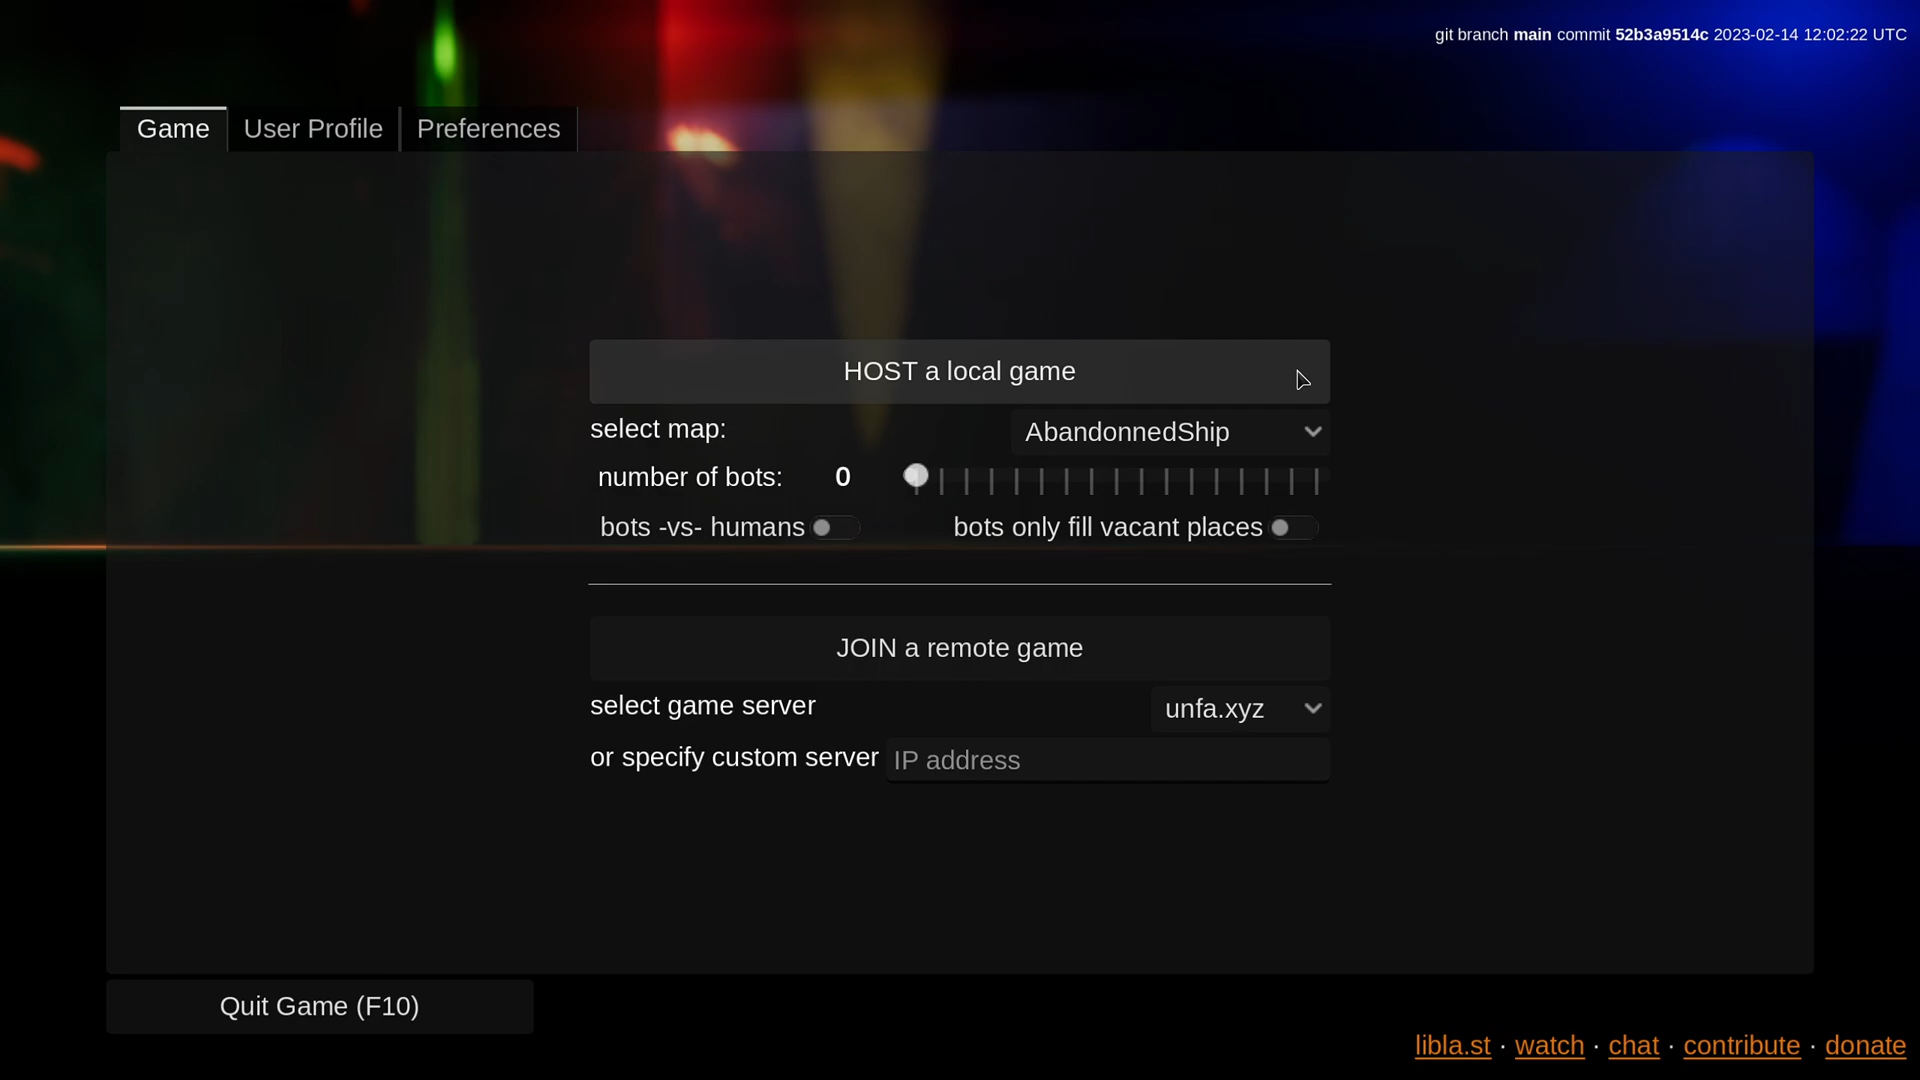 git branch main commit 52b3a9514c 2023-02-14 12:02:22 UTC
Game User Profile Preferences
HOST a local game
select map: AbandonnedShip
number of bots: 0
bots -vs- humans bots only fill vacant places
JOIN a remote game
select game server unfa.xyz
or specify custom server IP address
Quit Game (F10)
libla.st · watch · chat · contribute · donate